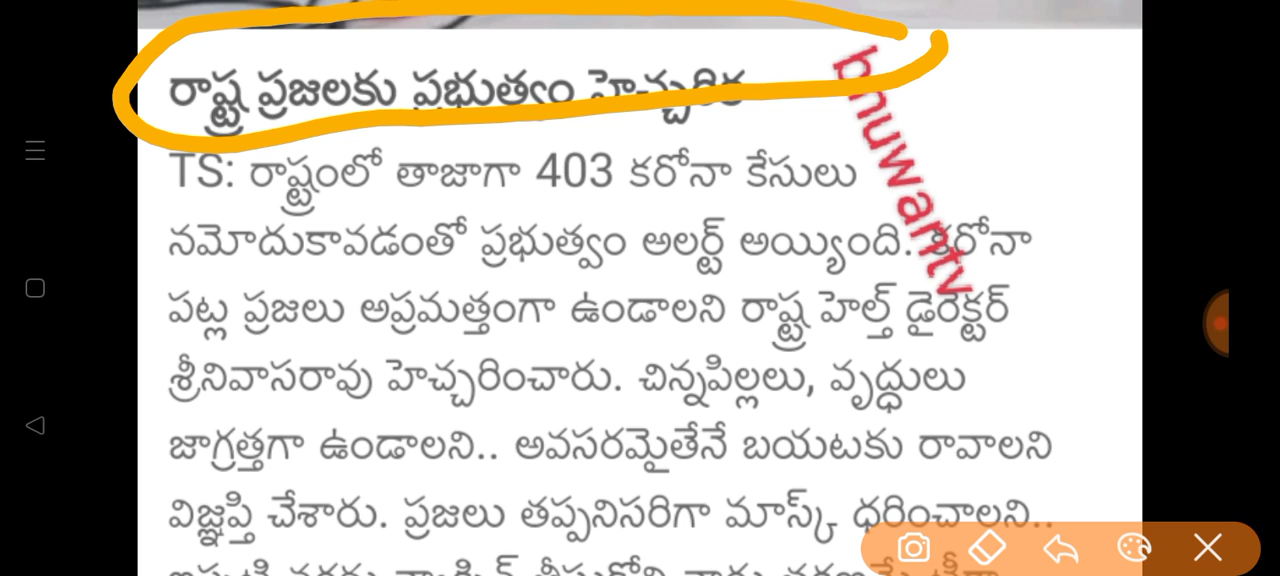 రాష్ట్ర ప్రజలకు ప్రభుత్వం హెచ్చరిక
TS: రాష్ట్రంలో తాజాగా 403 కరోనా కేసులు
నమోదుకావడంతో ప్రభుత్వం అలర్ట్ అయ్యింది. కరోనా
పట్ల ప్రజలు అప్రమత్తంగా ఉండాలని రాష్ట్ర హెల్త్ డైరెక్టర్
శ్రీనివాసరావు హెచ్చరించారు. చిన్నపిల్లలు, వృద్ధులు
జాగ్రత్తగా ఉండాలని.. అవసరమైతేనే బయటకు రావాలని
విజ్ఞప్తి చేశారు. ప్రజలు తప్పనిసరిగా మాస్క్ ధరించాలని..
bhuwantv